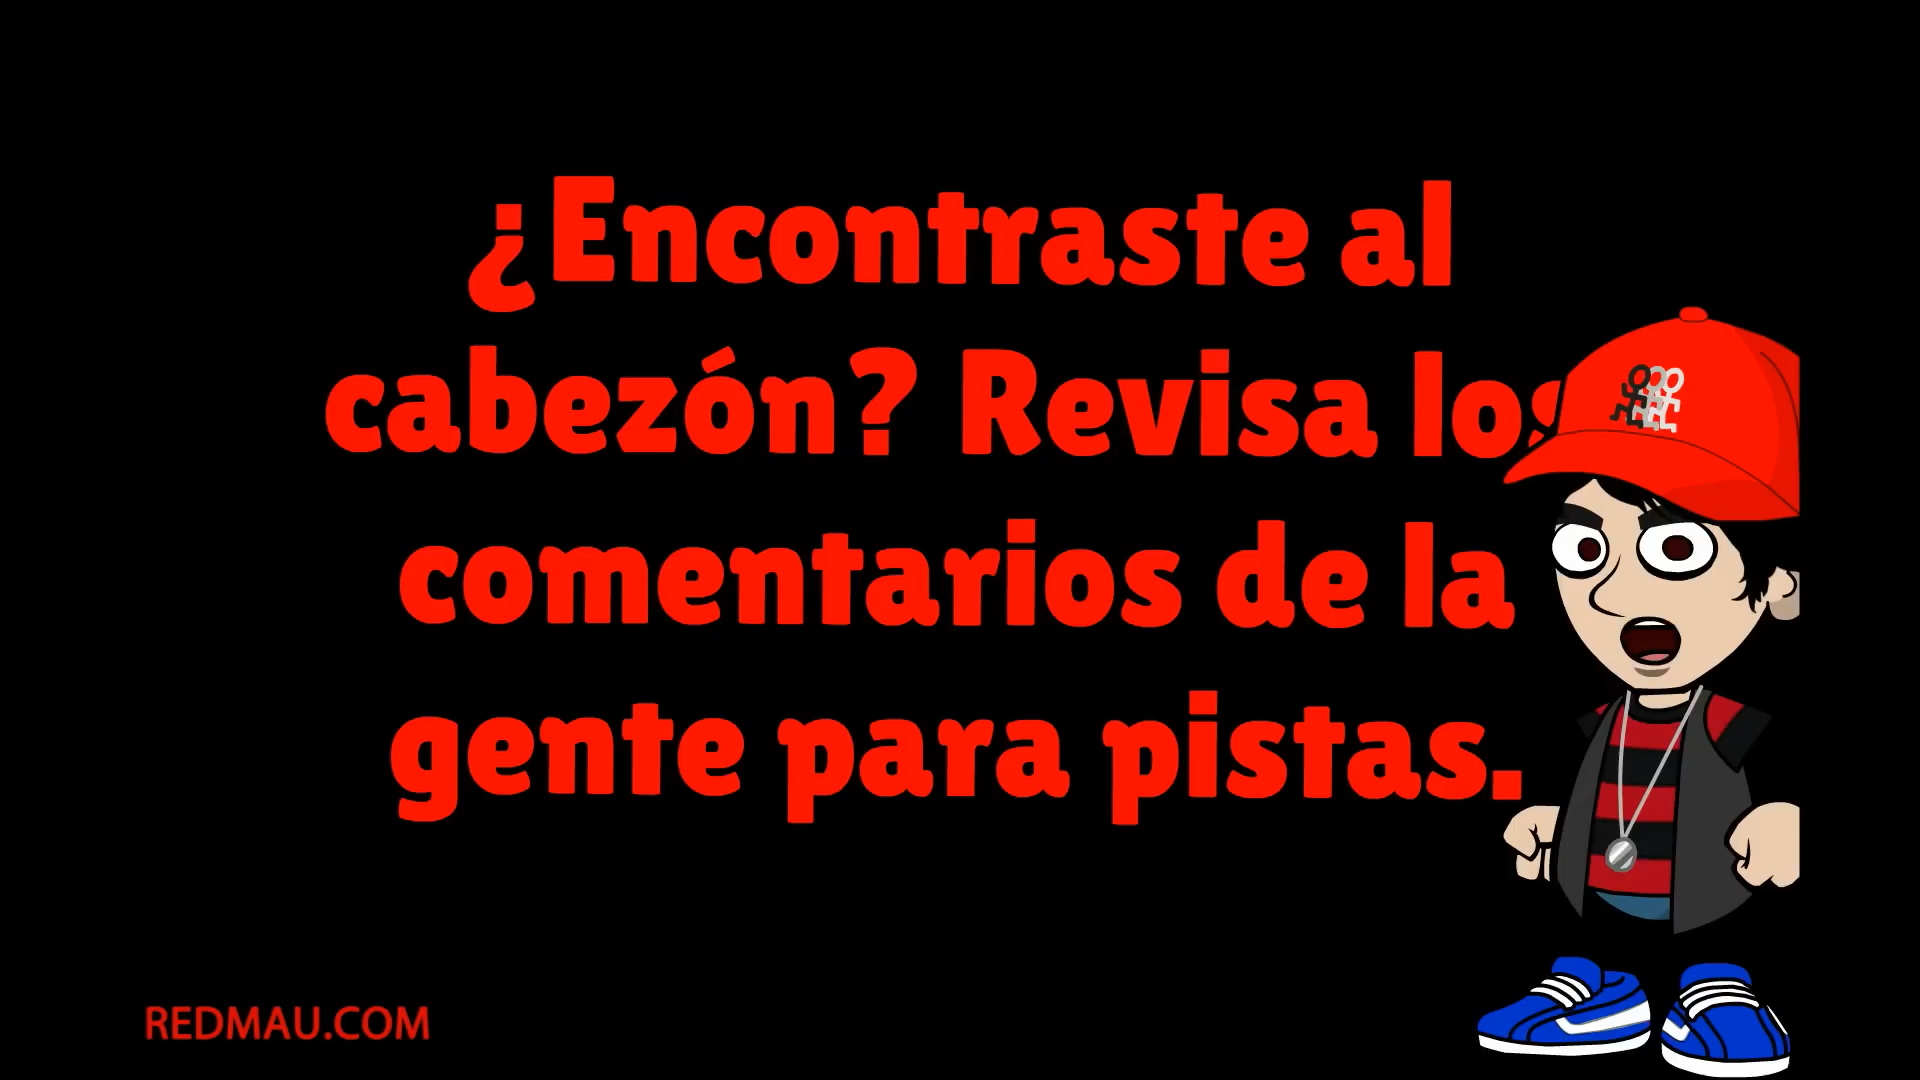 ¿Encontraste al
cabezón? Revisa los
comentarios de la
gente para pistas.
REDMAU.COM